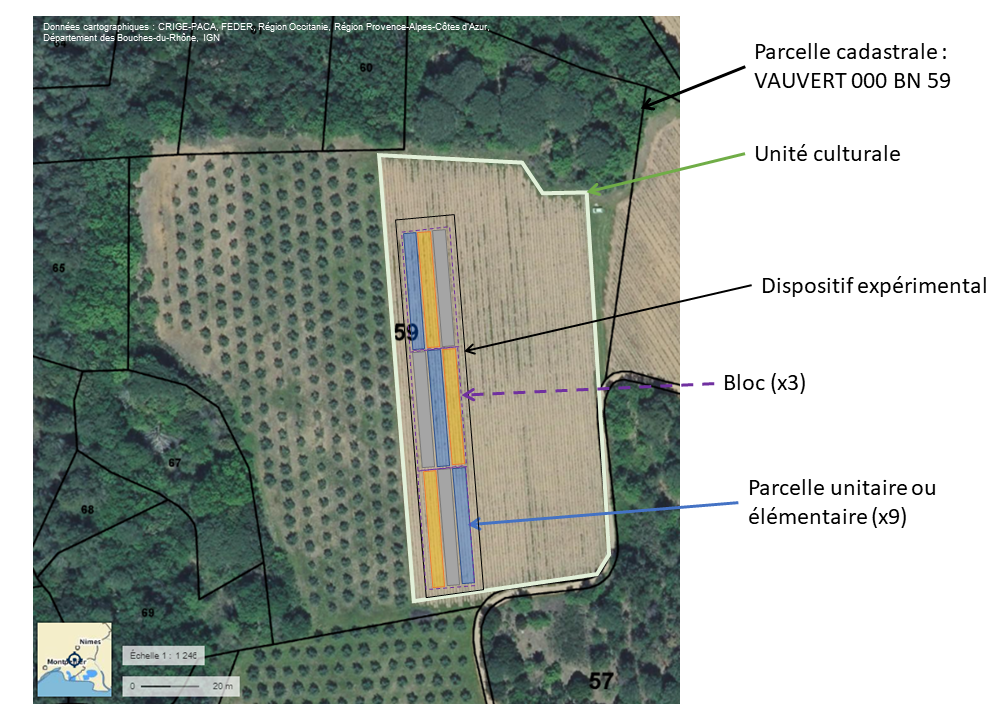 Données cartographiques : CRIGE-PACA, FEDER, Région Occitanie, Région Provence-Alpes-Côtes d'Azur,
Département des Bouches-du-Rhône, IGN
60
Parcelle cadastrale :
VAUVERT 000 BN 59
Unité culturale
65
Dispositif expérimental
59
Bloc (x3)
67
Parcelle unitaire ou
élémentaire (x9)
68
69
Nîmes
Échelle 1 : 1 246
0 20 m
57